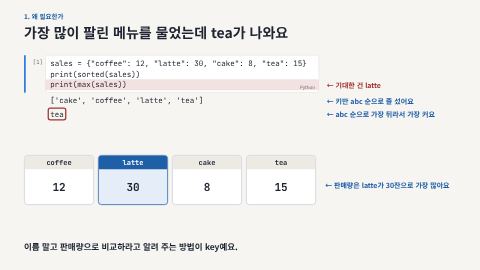 1. 왜 필요한가
가장 많이 팔린 메뉴를 물었는데 tea가 나와요
[1] sales = {"coffee": 12, "latte": 30, "cake": 8, "tea": 15}
print(sorted(sales))
print(max(sales))
Python
← 기대한 건 latte
['cake', 'coffee', 'latte', 'tea']
← 키만 abc 순으로 줄 섰어요
tea
← abc 순으로 가장 뒤라서 가장 커요
coffee latte cake tea
12 30 8 15
← 판매량은 latte가 30잔으로 가장 많아요
이름 말고 판매량으로 비교하라고 알려 주는 방법이 key예요.